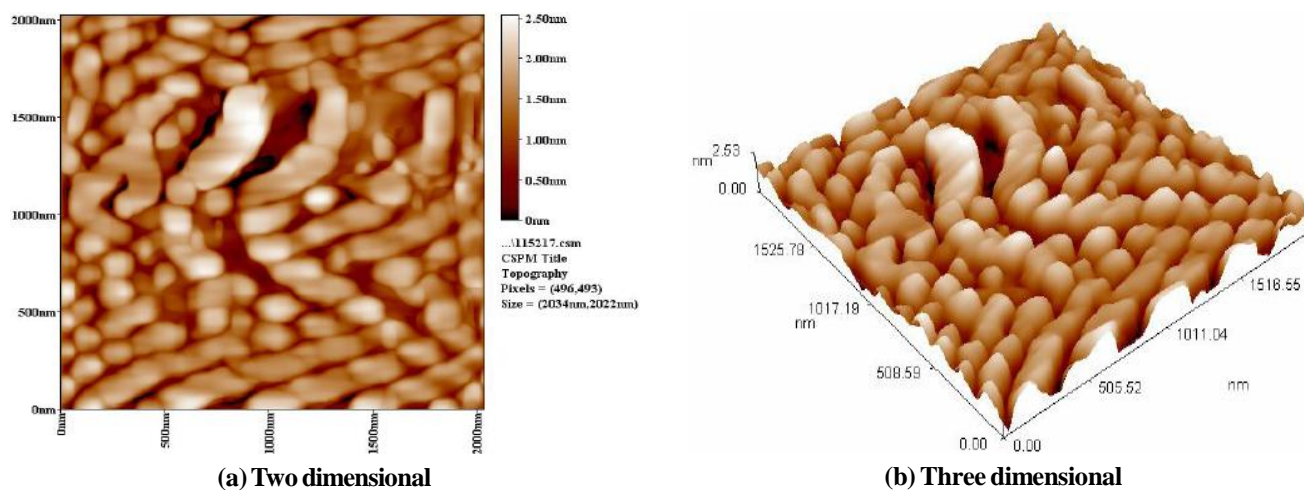 2000nm
1500nm
1000nm
500nm
0nm
0nm
500nm
1000nm
1500nm
2000nm
2.50nm
2.00nm
1.50nm
1.00nm
0.50nm
0nm
...\115217.csm
CSPM Title
Topography
Pixels = (496,493)
Size = (2034nm,2022nm)
(a) Two dimensional
nm
2.53
0.00
1525.78
1017.19
nm
508.59
0.00
0.00
505.52
nm
1011.04
1516.55
(b) Three dimensional